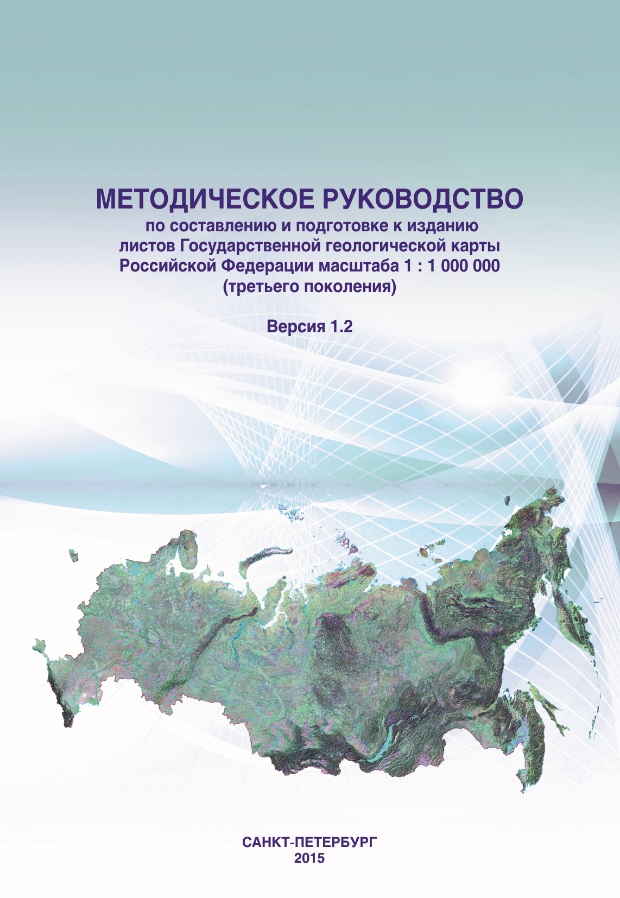 МЕТОДИЧЕСКОЕ РУКОВОДСТВО
по составлению и подготовке к изданию
листов Государственной геологической карты
Российской Федерации масштаба 1 : 1 000 000
(третьего поколения)
Версия 1.2
САНКТ-ПЕТЕРБУРГ
2015